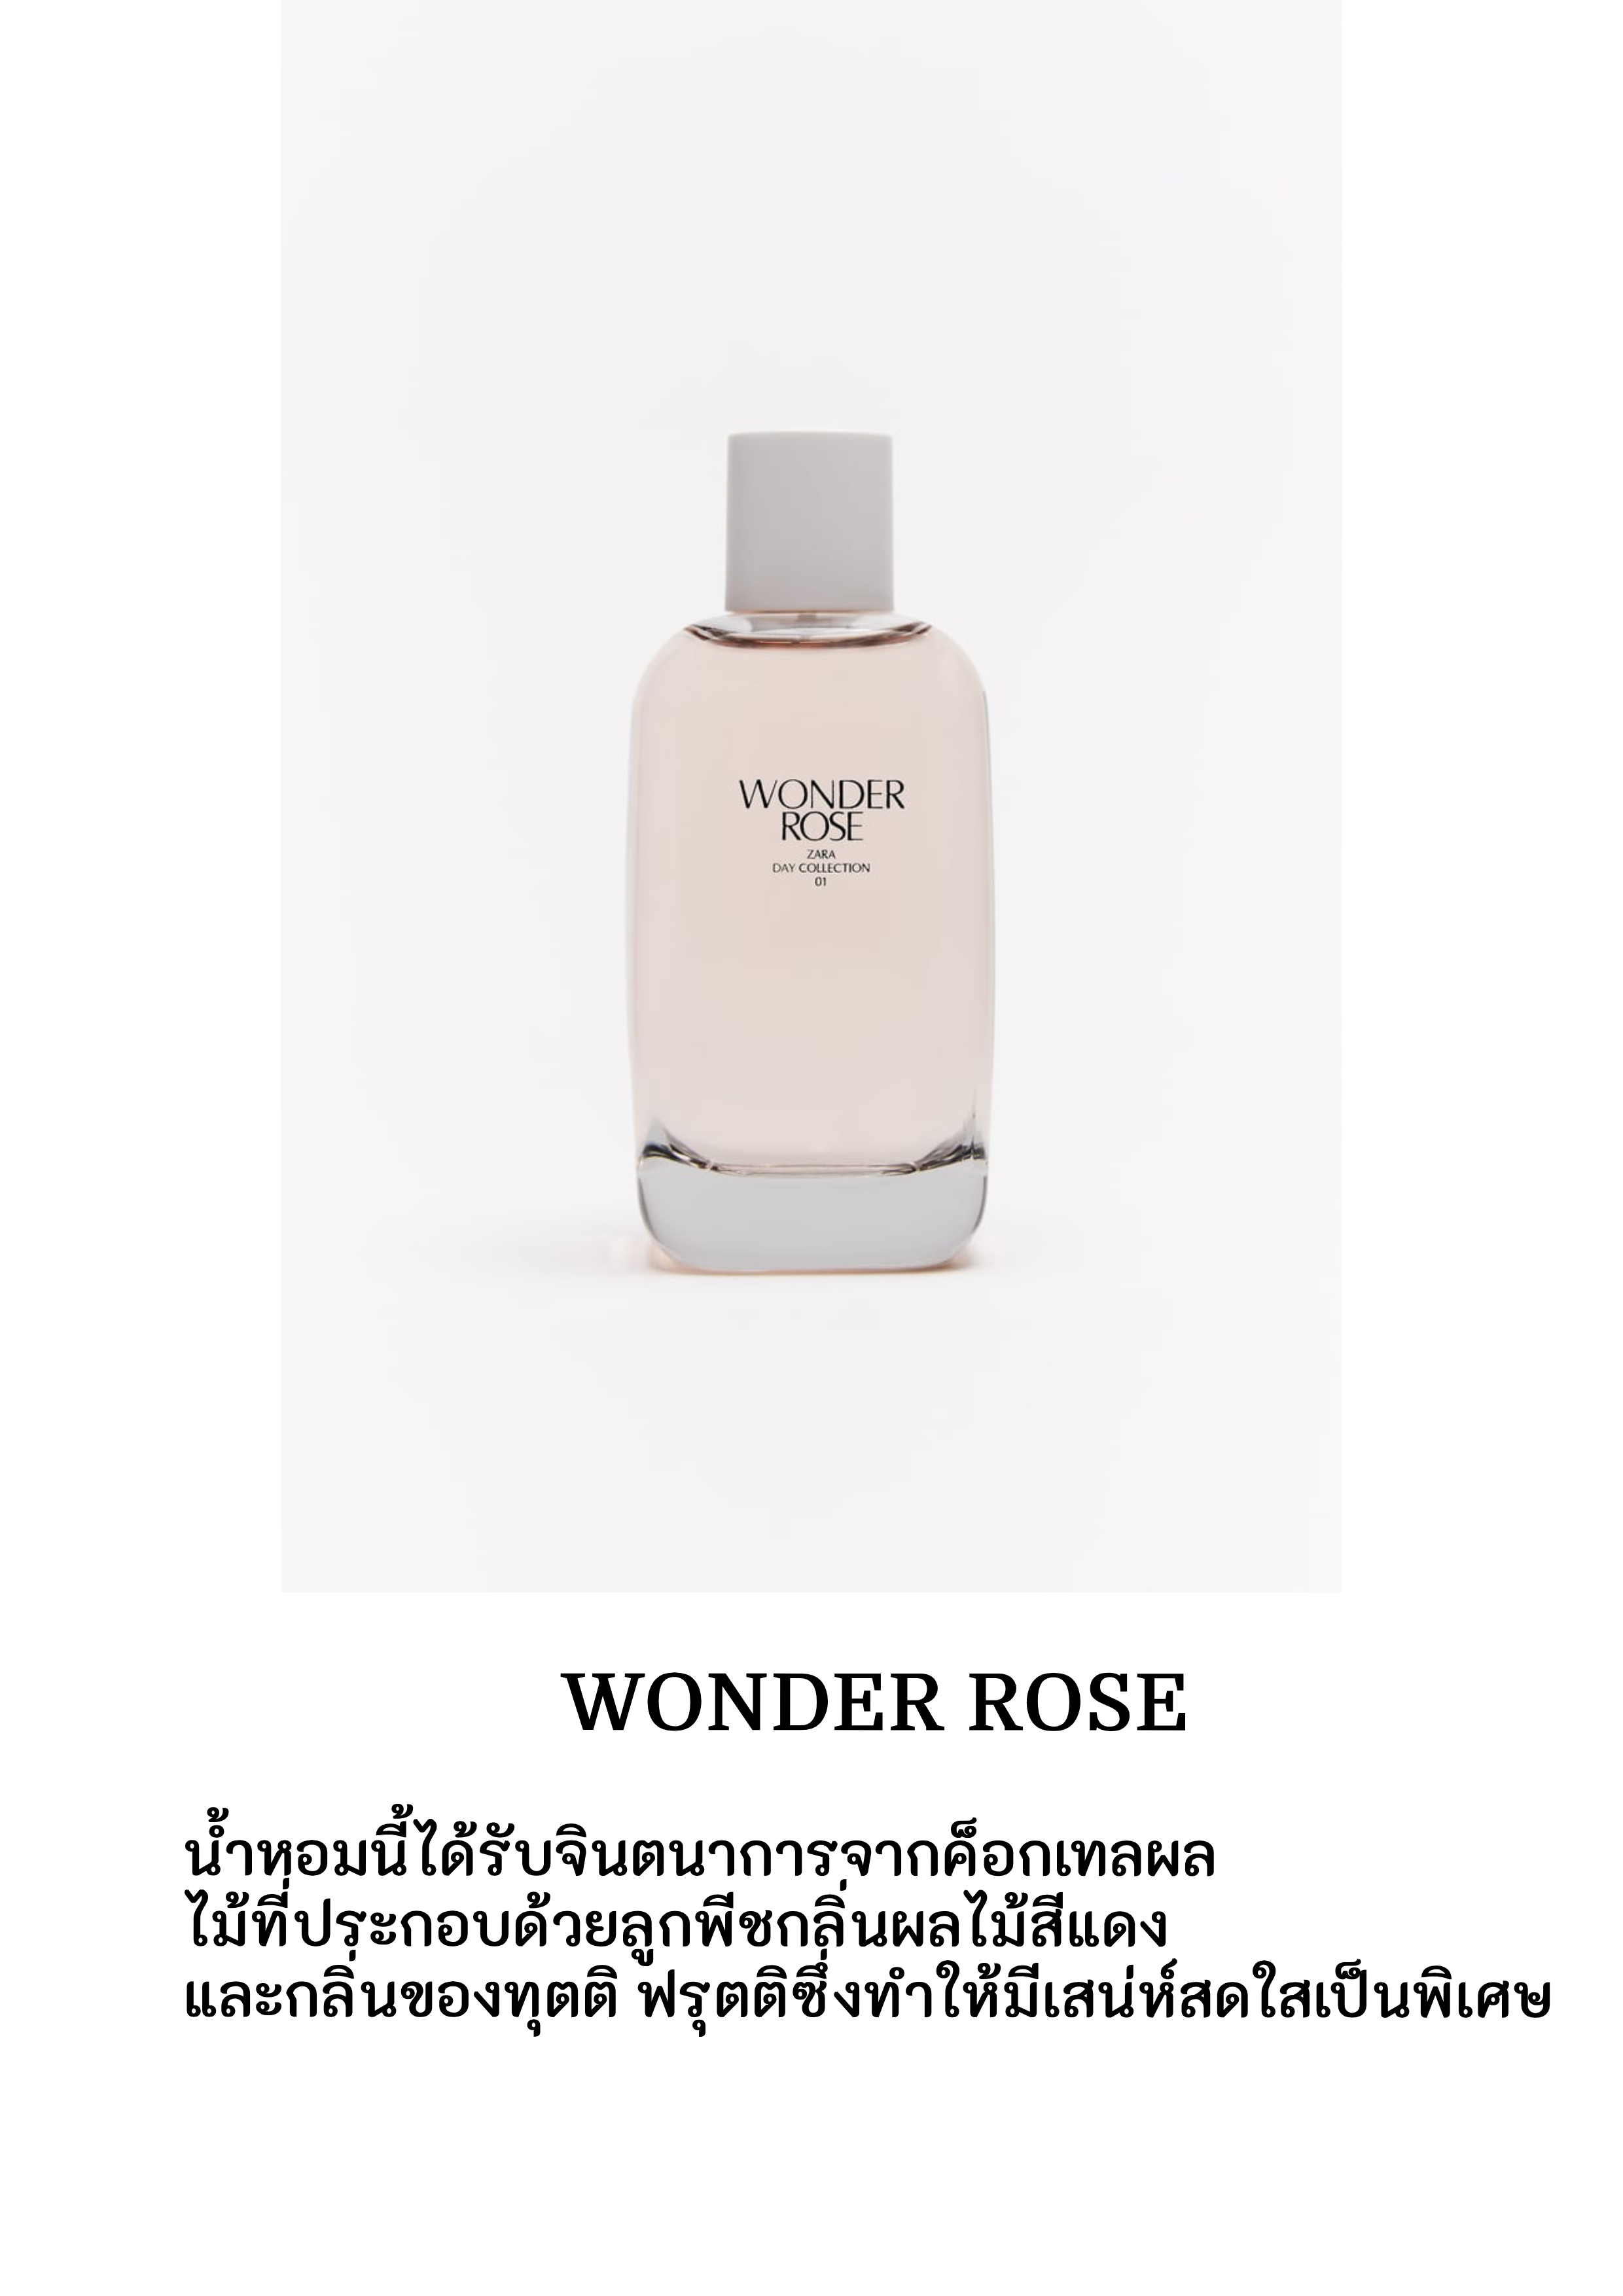 WONDER
ROSE
ZARA
DAY COLLECTION
01
WONDER ROSE
น้ำหอมนี้ได้รับจินตนาการจากค็อกเทลผล
ไม้ที่ประกอบด้วยลูกพีชกลิ่นผลไม้สีแดง
และกลิ่นของทุตติ ฟรุตติซึ่งทำให้มีเสน่ห์สดใสเป็นพิเศษ